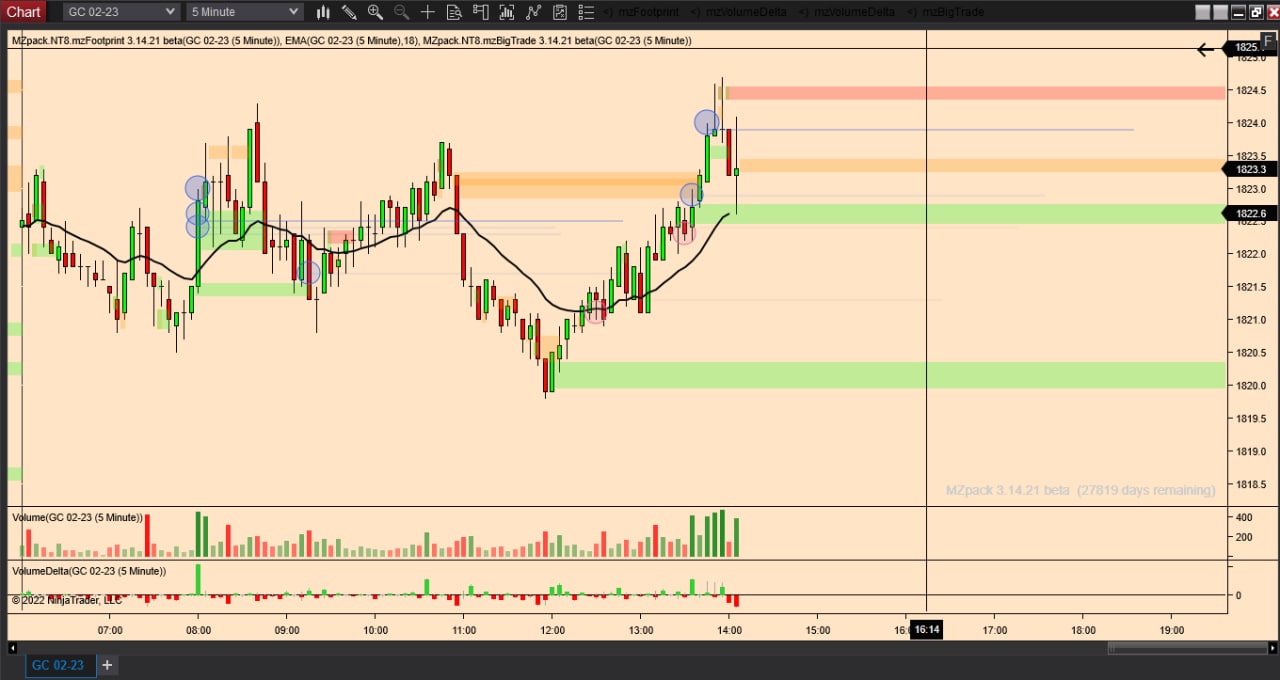 Chart GC 02-23 5 Minute <> mzFootprint <> mzVolumeDelta <> mzVolumeDelta <> mzBigTrade
MZpack.NT8.mzFootprint 3.14.21 beta(GC 02-23 (5 Minute)), EMA(GC 02-23 (5 Minute),18), MZpack.NT8.mzBigTrade 3.14.21 beta(GC 02-23 (5 Minute))
F
1825.
1825.0
1824.5
1824.0
1823.5
1823.3
1823.0
1822.6
1822.5
1822.0
1821.5
1821.0
1820.5
1820.0
1819.5
1819.0
1818.5
MZpack 3.14.21 beta (27819 days remaining)
Volume(GC 02-23 (5 Minute))
400
200
VolumeDelta(GC 02-23 (5 Minute))
0
© 2022 NinjaTrader, LLC
07:00 08:00 09:00 10:00 11:00 12:00 13:00 14:00 15:00 16: 16:14 17:00 18:00 19:00
GC 02-23 +